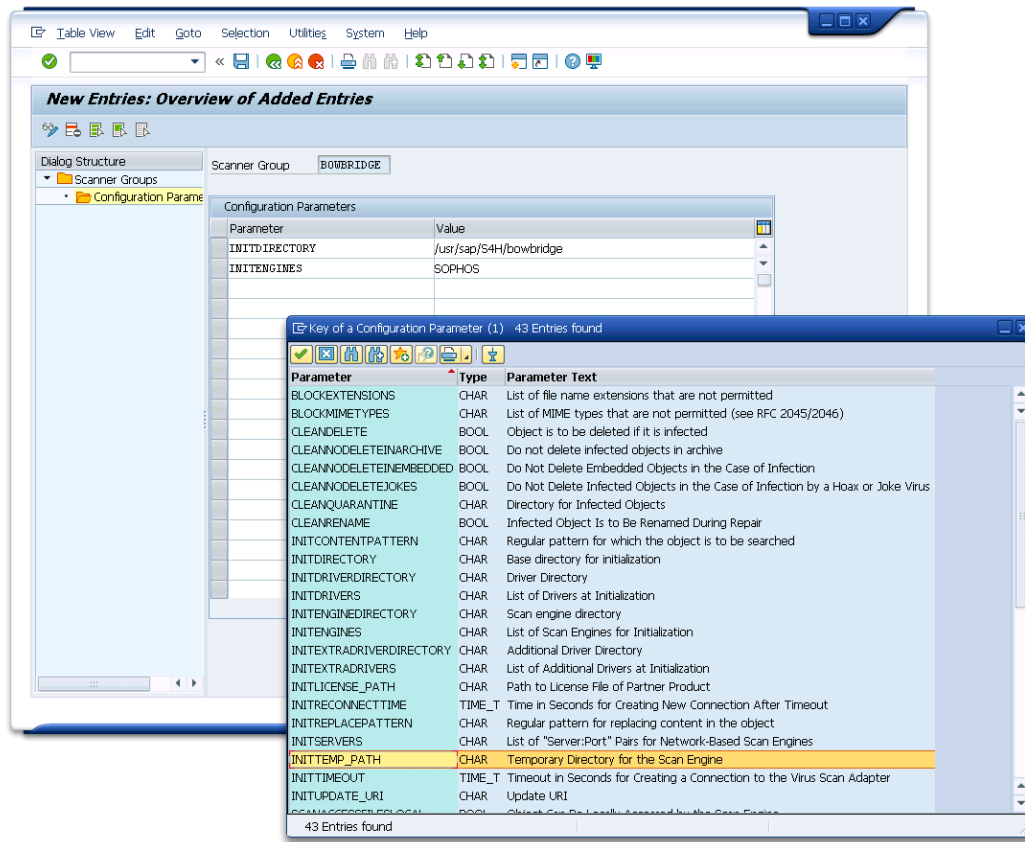 Table View Edit Goto Selection Utilities System Help
New Entries: Overview of Added Entries
Dialog Structure
Scanner Groups
Configuration Parame
Scanner Group BOWBRIDGE
Configuration Parameters
Parameter Value
INITDIRECTORY /usr/sap/S4H/bowbridge
INITENGINES SOPHOS
Key of a Configuration Parameter (1) 43 Entries found
Parameter Type Parameter Text
BLOCKEXTENSIONS CHAR List of file name extensions that are not permitted
BLOCKMIMETYPES CHAR List of MIME types that are not permitted (see RFC 2045/2046)
CLEANDELETE BOOL Object is to be deleted if it is infected
CLEANNODELETEINARCHIVE BOOL Do not delete infected objects in archive
CLEANNODELETEINEMBEDDED BOOL Do Not Delete Embedded Objects in the Case of Infection
CLEANNODELETEJOKES BOOL Do Not Delete Infected Objects in the Case of Infection by a Hoax or Joke Virus
CLEANQUARANTINE CHAR Directory for Infected Objects
CLEANRENAME BOOL Infected Object Is to Be Renamed During Repair
INITCONTENTPATTERN CHAR Regular pattern for which the object is to be searched
INITDIRECTORY CHAR Base directory for initialization
INITDRIVERDIRECTORY CHAR Driver Directory
INITDRIVERS CHAR List of Drivers at Initialization
INITENGINEDIRECTORY CHAR Scan engine directory
INITENGINES CHAR List of Scan Engines for Initialization
INITEXTRADRIVERDIRECTORY CHAR Additional Driver Directory
INITEXTRADRIVERS CHAR List of Additional Drivers at Initialization
INITLICENSE_PATH CHAR Path to License File of Partner Product
INITRECONNECTTIME TIME_T Time in Seconds for Creating New Connection After Timeout
INITREPLACEPATTERN CHAR Regular pattern for replacing content in the object
INITSERVERS CHAR List of "Server:Port" Pairs for Network-Based Scan Engines
INITTEMP_PATH CHAR Temporary Directory for the Scan Engine
INITTIMEOUT TIME_T Timeout in Seconds for Creating a Connection to the Virus Scan Adapter
INITUPDATE_URI CHAR Update URI
43 Entries found